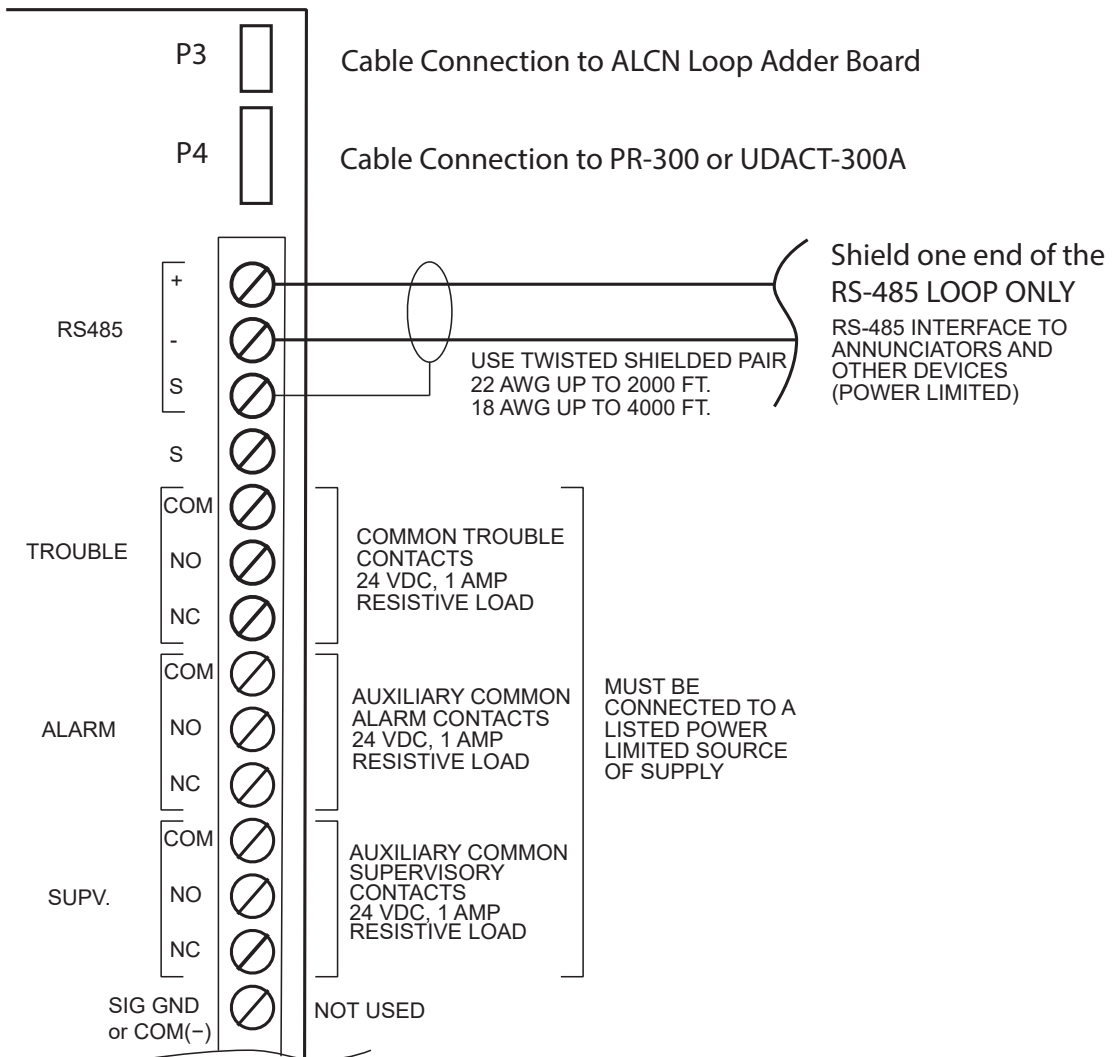 P3
Cable Connection to ALCN Loop Adder Board
P4
Cable Connection to PR-300 or UDACT-300A
RS485
+
-
S
USE TWISTED SHIELDED PAIR
22 AWG UP TO 2000 FT.
18 AWG UP TO 4000 FT.
Shield one end of the
RS-485 LOOP ONLY
RS-485 INTERFACE TO
ANNUNCIATORS AND
OTHER DEVICES
(POWER LIMITED)
S
TROUBLE
COM
NO
NC
COMMON TROUBLE
CONTACTS
24 VDC, 1 AMP
RESISTIVE LOAD
ALARM
COM
NO
NC
AUXILIARY COMMON
ALARM CONTACTS
24 VDC, 1 AMP
RESISTIVE LOAD
MUST BE
CONNECTED TO A
LISTED POWER
LIMITED SOURCE
OF SUPPLY
SUPV.
COM
NO
NC
AUXILIARY COMMON
SUPERVISORY
CONTACTS
24 VDC, 1 AMP
RESISTIVE LOAD
SIG GND
or COM(−)
NOT USED